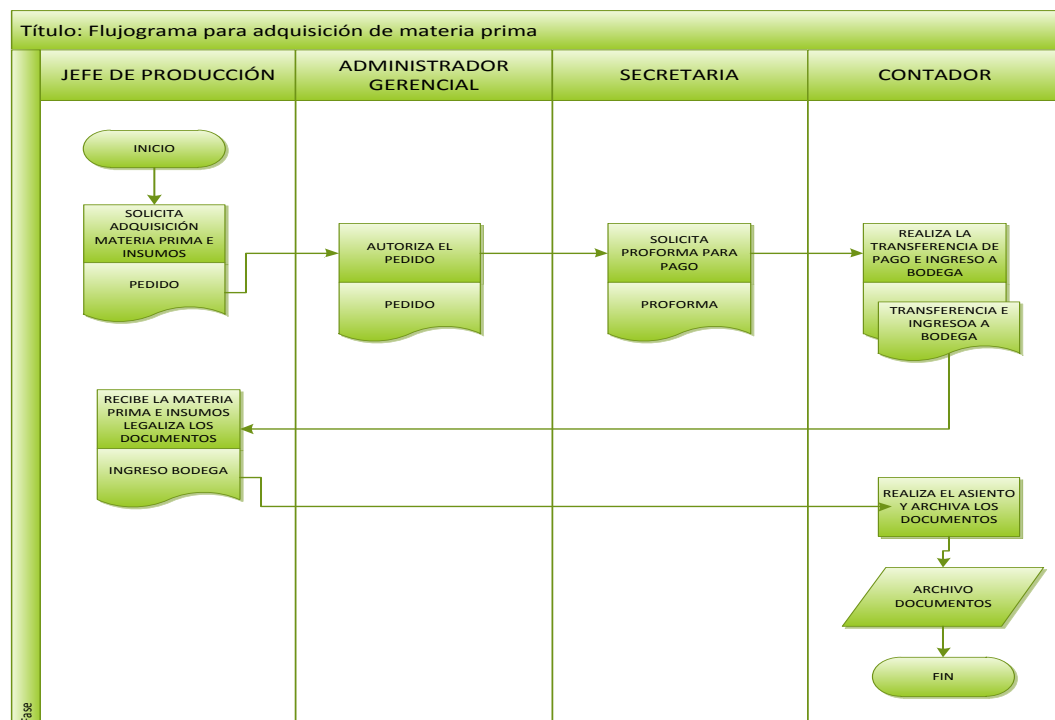 Título: Flujograma para adquisición de materia prima
JEFE DE PRODUCCIÓN
ADMINISTRADOR
GERENCIAL
SECRETARIA
CONTADOR
INICIO
SOLICITA
ADQUISICIÓN
MATERIA PRIMA E
INSUMOS
PEDIDO
AUTORIZA EL
PEDIDO
PEDIDO
SOLICITA
PROFORMA PARA
PAGO
PROFORMA
REALIZA LA
TRANSFERENCIA DE
PAGO E INGRESO A
BODEGA
TRANSFERENCIA E
INGRESOA A
BODEGA
RECIBE LA MATERIA
PRIMA E INSUMOS
LEGALIZA LOS
DOCUMENTOS
INGRESO BODEGA
REALIZA EL ASIENTO
Y ARCHIVA LOS
DOCUMENTOS
ARCHIVO
DOCUMENTOS
FIN
Fase